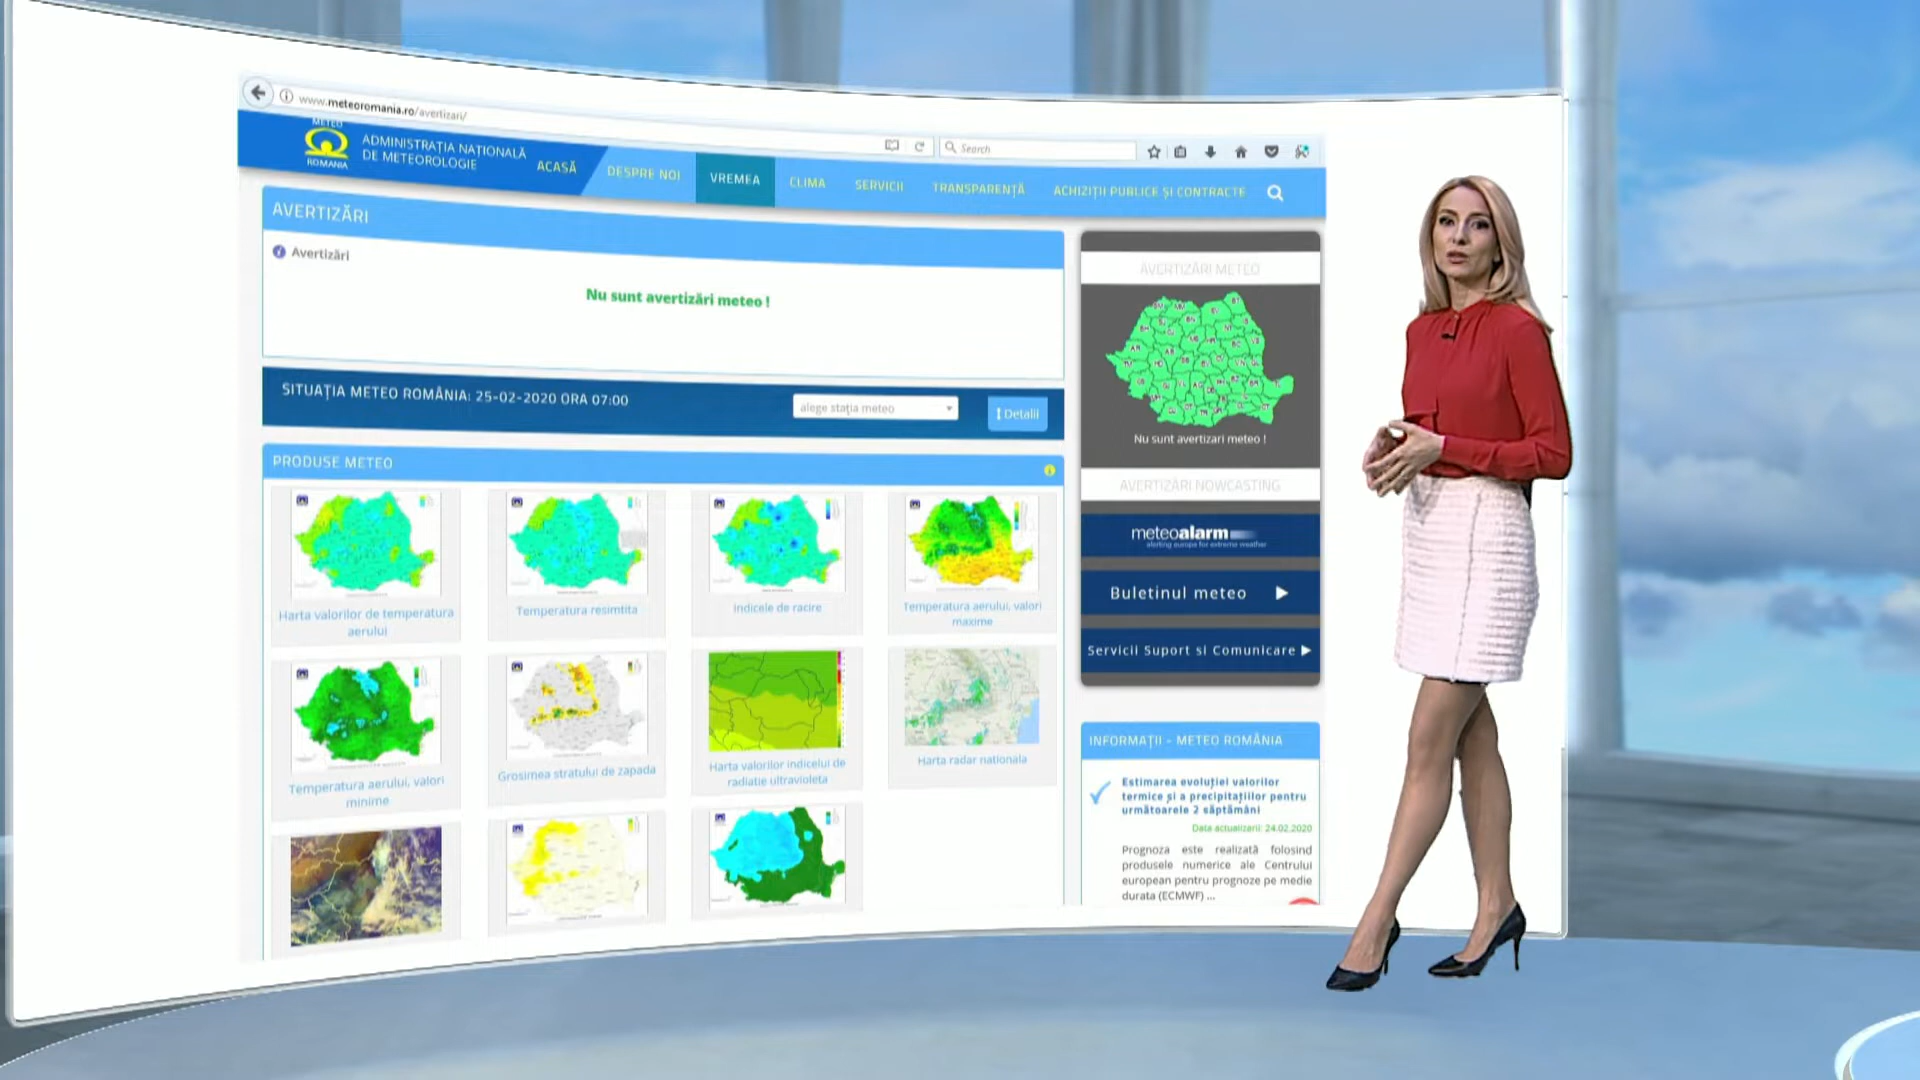 www.meteoromania.ro/avertizari/
Search
METEO
ROMANIA
ADMINISTRAȚIA NAȚIONALĂ
DE METEOROLOGIE
ACASĂ
DESPRE NOI
VREMEA
CLIMA
SERVICII
TRANSPARENȚĂ
ACHIZIȚII PUBLICE ȘI CONTRACTE
AVERTIZĂRI
Avertizări
Nu sunt avertizări meteo !
SITUAȚIA METEO ROMÂNIA: 25-02-2020 ORA 07:00
alege stația meteo
Detalii
PRODUSE METEO
Harta valorilor de temperatura
aerului
Temperatura resimtita
Indicele de racire
Temperatura aerului, valori
maxime
Temperatura aerului, valori
minime
Grosimea stratului de zapada
Harta valorilor indicelui de
radiatie ultravioleta
Harta radar nationala
AVERTIZĂRI METEO
Nu sunt avertizari meteo !
AVERTIZĂRI NOWCASTING
meteoalarm
alerting europe for extreme weather
Buletinul meteo
Servicii Suport si Comunicare
INFORMAȚII - METEO ROMÂNIA
Estimarea evoluției valorilor
termice și a precipitațiilor pentru
următoarele 2 săptămâni
Data actualizarii: 24.02.2020
Prognoza este realizată folosind
produsele numerice ale Centrului
european pentru prognoze pe medie
durata (ECMWF) ...